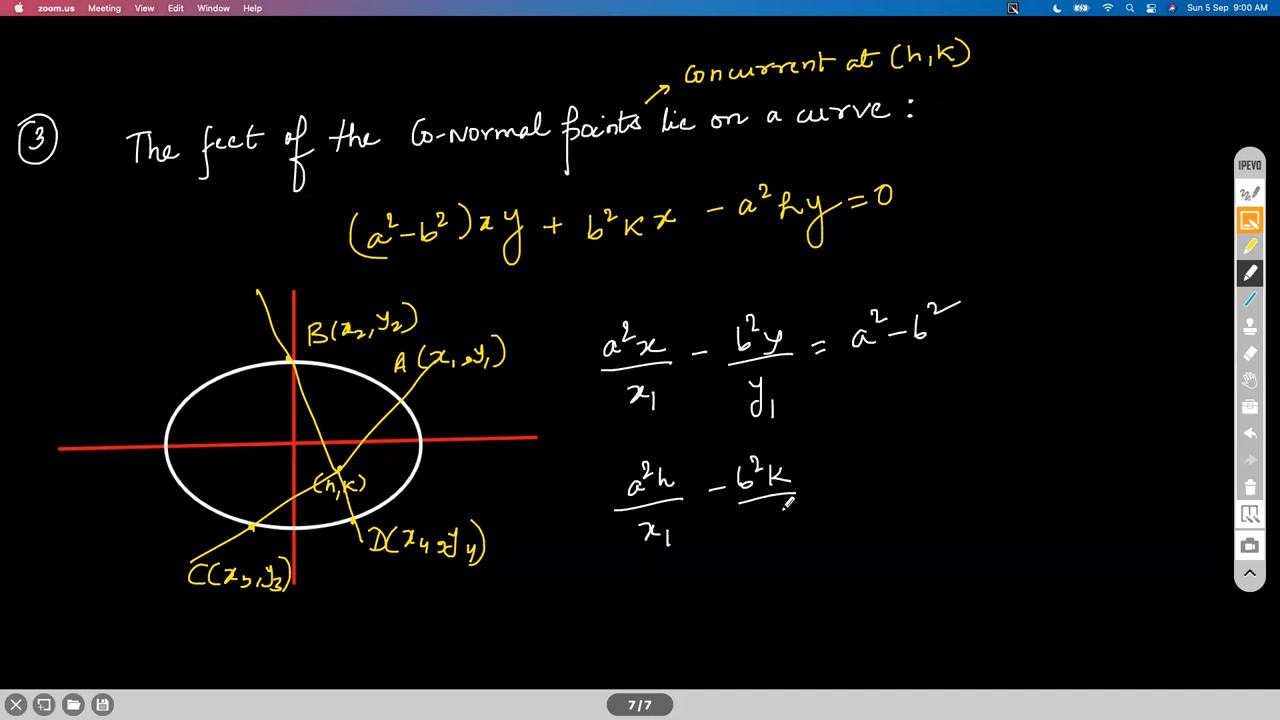 zoom.us Meeting View Edit Window Help Sun 5 Sep 9:00 AM
concurrent at (h,k)
③ The feet of the Co-normal points lie on a curve :
(a²-b²)xy + b²kx - a²hy = 0
B(x₂,y₂)
A(x₁,y₁)
(h,k)
C(x₃,y₃)
D(x₄,y₄)
a²x/x₁ - b²y/y₁ = a²-b²
a²h/x₁ - b²k
IPEVO
7/7